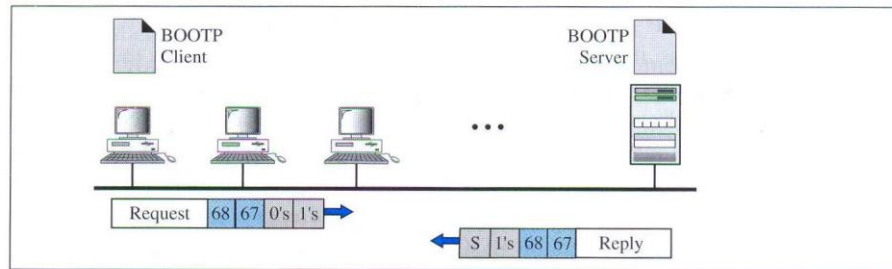 BOOTP
Client
BOOTP
Server
Request 68 67 0's 1's
S 1's 68 67 Reply